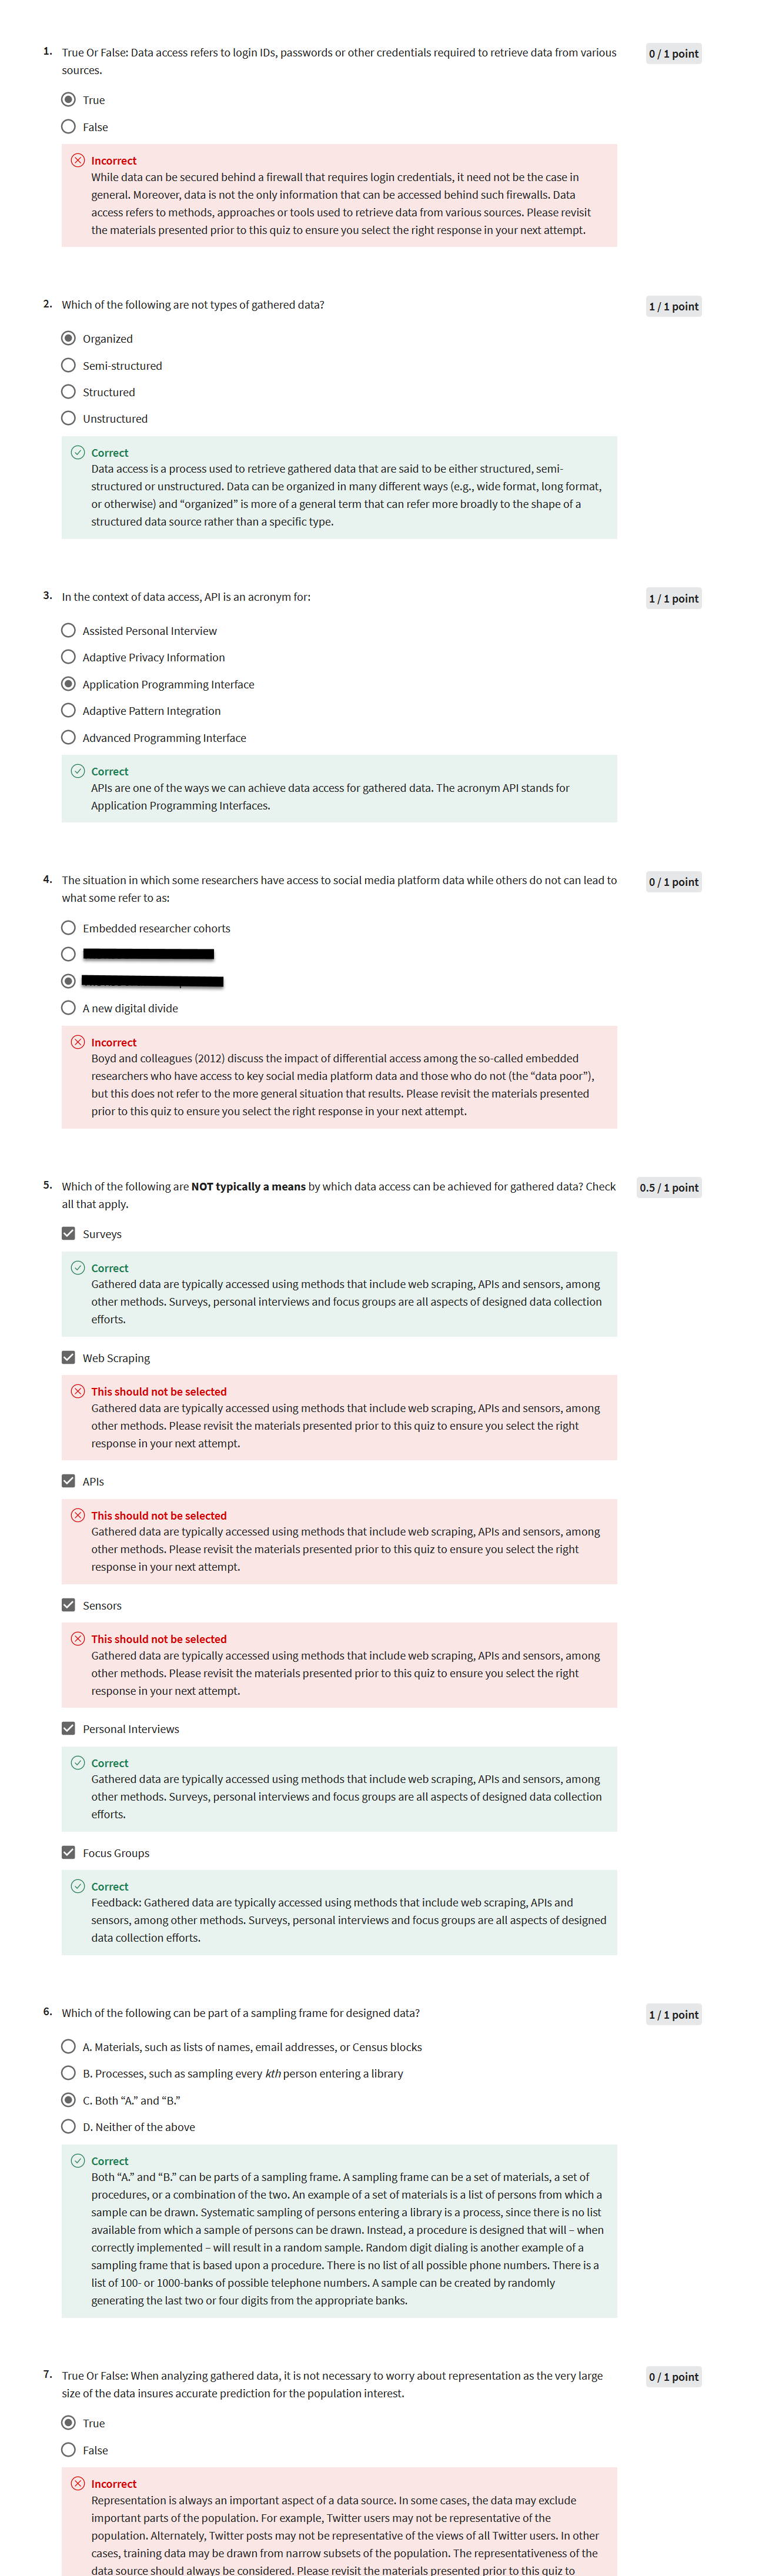 1. True Or False: Data access refers to login IDs, passwords or other credentials required to retrieve data from various
sources.
0 / 1 point
True
False
Incorrect
While data can be secured behind a firewall that requires login credentials, it need not be the case in
general. Moreover, data is not the only information that can be accessed behind such firewalls. Data
access refers to methods, approaches or tools used to retrieve data from various sources. Please revisit
the materials presented prior to this quiz to ensure you select the right response in your next attempt.
2. Which of the following are not types of gathered data?
1 / 1 point
Organized
Semi-structured
Structured
Unstructured
Correct
Data access is a process used to retrieve gathered data that are said to be either structured, semi-
structured or unstructured. Data can be organized in many different ways (e.g., wide format, long format,
or otherwise) and “organized” is more of a general term that can refer more broadly to the shape of a
structured data source rather than a specific type.
3. In the context of data access, API is an acronym for:
1 / 1 point
Assisted Personal Interview
Adaptive Privacy Information
Application Programming Interface
Adaptive Pattern Integration
Advanced Programming Interface
Correct
APIs are one of the ways we can achieve data access for gathered data. The acronym API stands for
Application Programming Interfaces.
4. The situation in which some researchers have access to social media platform data while others do not can lead to
what some refer to as:
0 / 1 point
Embedded researcher cohorts
A new digital divide
Incorrect
Boyd and colleagues (2012) discuss the impact of differential access among the so-called embedded
researchers who have access to key social media platform data and those who do not (the “data poor”),
but this does not refer to the more general situation that results. Please revisit the materials presented
prior to this quiz to ensure you select the right response in your next attempt.
5. Which of the following are NOT typically a means by which data access can be achieved for gathered data? Check
all that apply.
0.5 / 1 point
Surveys
Correct
Gathered data are typically accessed using methods that include web scraping, APIs and sensors, among
other methods. Surveys, personal interviews and focus groups are all aspects of designed data collection
efforts.
Web Scraping
This should not be selected
Gathered data are typically accessed using methods that include web scraping, APIs and sensors, among
other methods. Please revisit the materials presented prior to this quiz to ensure you select the right
response in your next attempt.
APIs
This should not be selected
Gathered data are typically accessed using methods that include web scraping, APIs and sensors, among
other methods. Please revisit the materials presented prior to this quiz to ensure you select the right
response in your next attempt.
Sensors
This should not be selected
Gathered data are typically accessed using methods that include web scraping, APIs and sensors, among
other methods. Please revisit the materials presented prior to this quiz to ensure you select the right
response in your next attempt.
Personal Interviews
Correct
Gathered data are typically accessed using methods that include web scraping, APIs and sensors, among
other methods. Surveys, personal interviews and focus groups are all aspects of designed data collection
efforts.
Focus Groups
Correct
Feedback: Gathered data are typically accessed using methods that include web scraping, APIs and
sensors, among other methods. Surveys, personal interviews and focus groups are all aspects of designed
data collection efforts.
6. Which of the following can be part of a sampling frame for designed data?
1 / 1 point
A. Materials, such as lists of names, email addresses, or Census blocks
B. Processes, such as sampling every kth person entering a library
C. Both “A.” and “B.”
D. Neither of the above
Correct
Both “A.” and “B.” can be parts of a sampling frame. A sampling frame can be a set of materials, a set of
procedures, or a combination of the two. An example of a set of materials is a list of persons from which a
sample can be drawn. Systematic sampling of persons entering a library is a process, since there is no list
available from which a sample of persons can be drawn. Instead, a procedure is designed that will – when
correctly implemented – will result in a random sample. Random digit dialing is another example of a
sampling frame that is based upon a procedure. There is no list of all possible phone numbers. There is a
list of 100- or 1000-banks of possible telephone numbers. A sample can be created by randomly
generating the last two or four digits from the appropriate banks.
7. True Or False: When analyzing gathered data, it is not necessary to worry about representation as the very large
size of the data insures accurate prediction for the population interest.
0 / 1 point
True
False
Incorrect
Representation is always an important aspect of a data source. In some cases, the data may exclude
important parts of the population. For example, Twitter users may not be representative of the
population. Alternately, Twitter posts may not be representative of the views of all Twitter users. In other
cases, training data may be drawn from narrow subsets of the population. The representativeness of the
data source should always be considered. Please revisit the materials presented prior to this quiz to